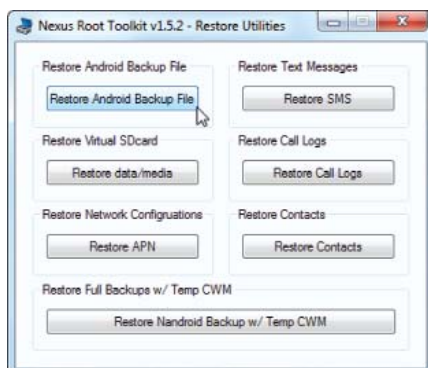 Nexus Root Toolkit v1.5.2 - Restore Utilities
Restore Android Backup File
Restore Android Backup File
Restore Text Messages
Restore SMS
Restore Virtual SDcard
Restore data/media
Restore Call Logs
Restore Call Logs
Restore Network Configruations
Restore APN
Restore Contacts
Restore Contacts
Restore Full Backups w/ Temp CWM
Restore Nandroid Backup w/ Temp CWM